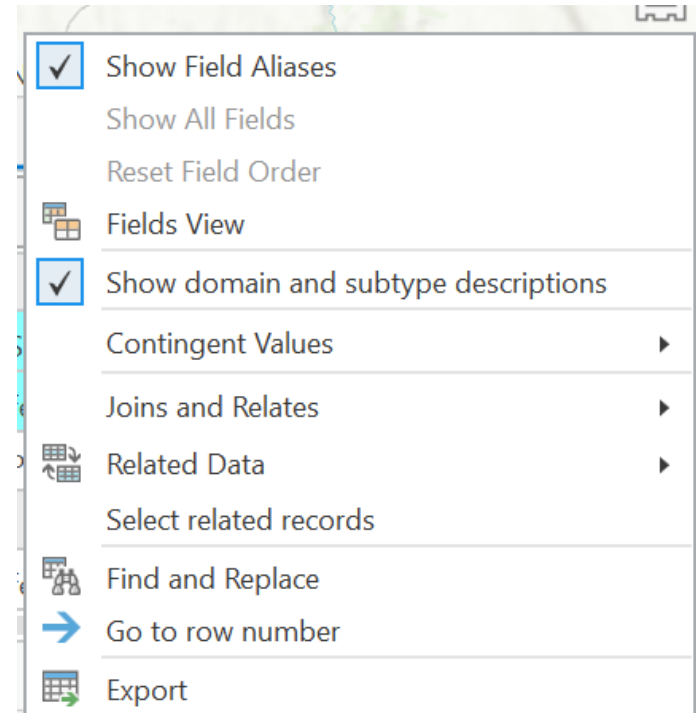 Show Field Aliases
Show All Fields
Reset Field Order
Fields View
Show domain and subtype descriptions
Contingent Values
Joins and Relates
Related Data
Select related records
Find and Replace
Go to row number
Export